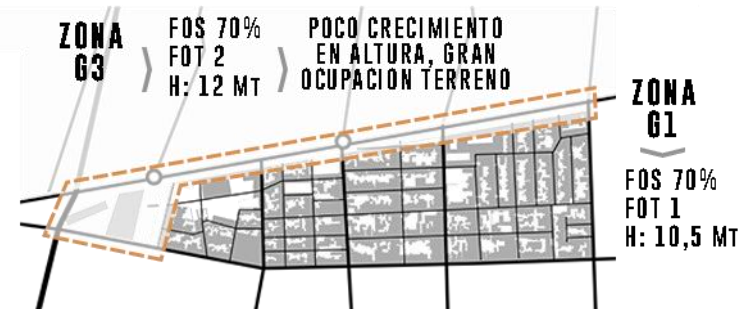 ZONA
G3
FOS 70%
FOT 2
H: 12 MT
POCO CRECIMIENTO
EN ALTURA, GRAN
OCUPACION TERRENO
ZONA
G1
FOS 70%
FOT 1
H: 10,5 MT